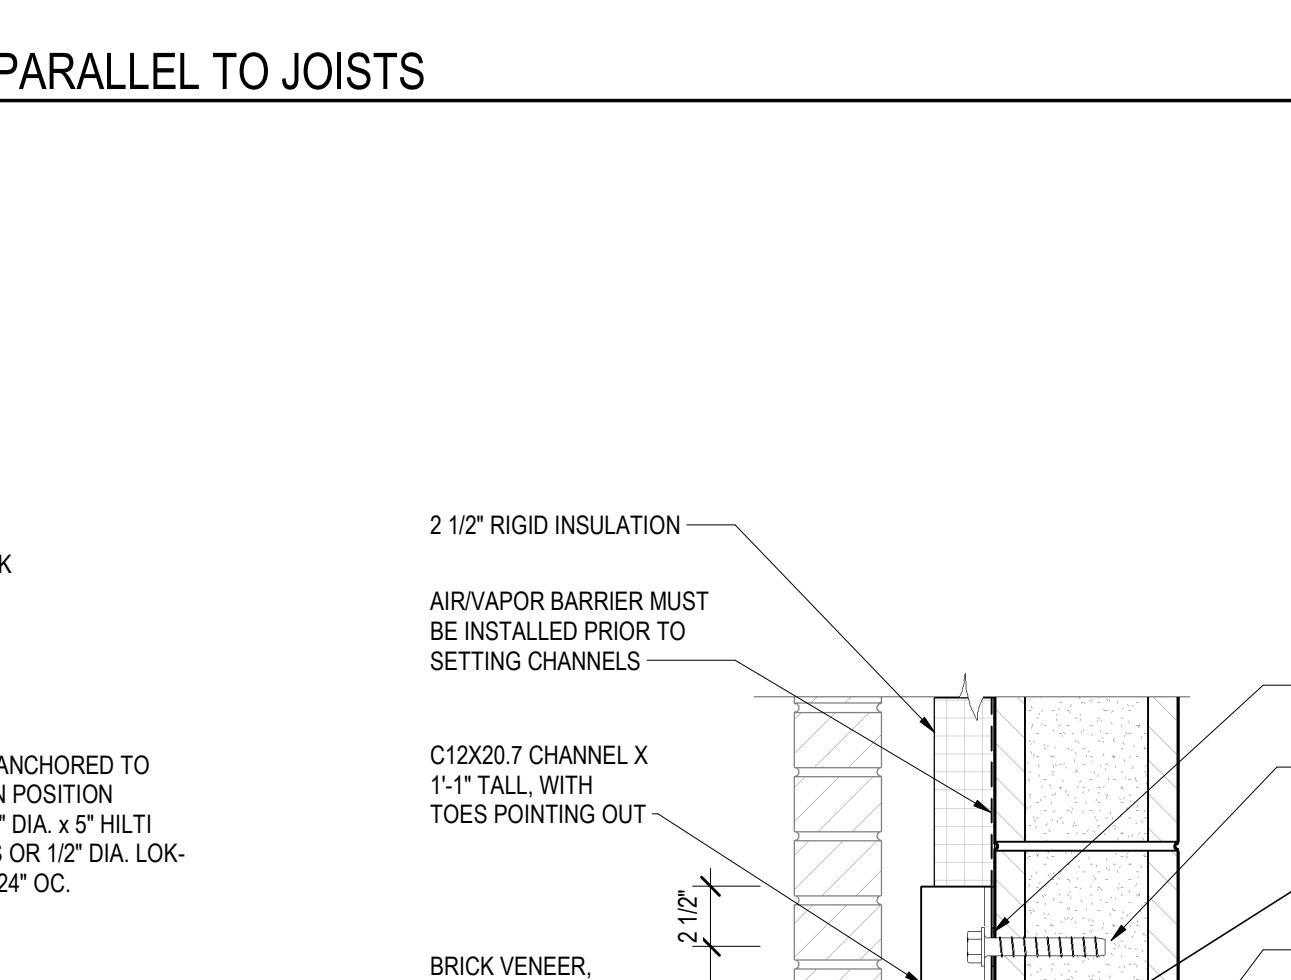 PARALLEL TO JOISTS
K
ANCHORED TO
N POSITION
" DIA. x 5" HILTI
S OR 1/2" DIA. LOK-
24" OC.
2 1/2" RIGID INSULATION
AIR/VAPOR BARRIER MUST
BE INSTALLED PRIOR TO
SETTING CHANNELS
C12X20.7 CHANNEL X
1'-1" TALL, WITH
TOES POINTING OUT
2 1/2"
BRICK VENEER,